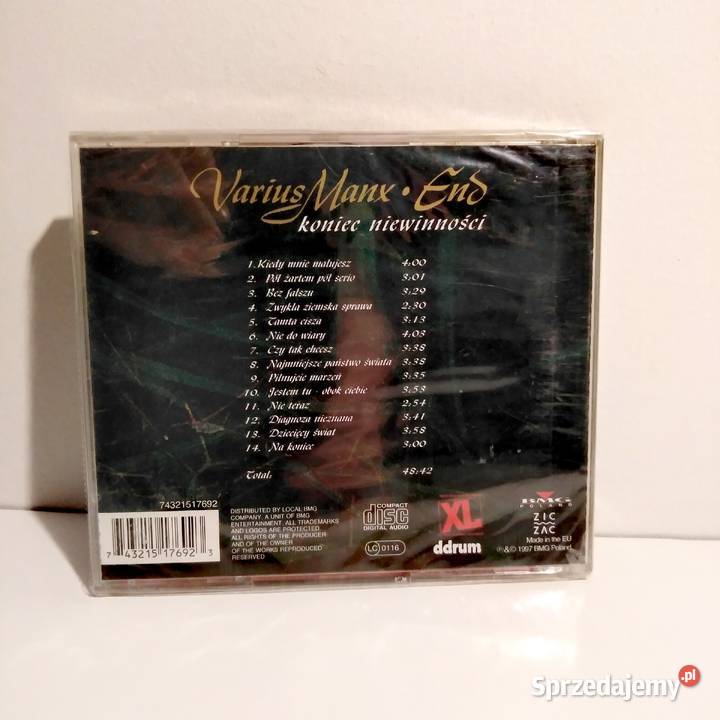 Varius Manx • End
koniec niewinności
1. Kiedy mnie malujesz 4:00
2. Pół żartem pół serio 3:01
3. Bez fałszu 3:29
4. Zwykła ziemska sprawa 2:30
5. Tamta cisza 3:13
6. Nie do wiary 4:03
7. Czy tak chcesz 3:38
8. Najmniejsze państwo świata 3:38
9. Pilnujcie marzeń 3:35
10. Jestem tu - obok ciebie 3:53
11. Nie teraz 2:54
12. Diagnoza nieznana 3:41
13. Dziecięcy świat 3:58
14. Na koniec 3:00
Total: 48:42
74321517692
7 43215 17692 3
DISTRIBUTED BY LOCAL BMG
COMPANY. A UNIT OF BMG
ENTERTAINMENT. ALL TRADEMARKS
AND LOGOS ARE PROTECTED.
ALL RIGHTS OF THE PRODUCER
AND OF THE OWNER
OF THE WORKS REPRODUCED
RESERVED
COMPACT
disc
DIGITAL AUDIO
LC 0116
XL
ddrum
BMG
POLAND
ZIC
ZAC
Made in the EU
℗ & © 1997 BMG Poland
Sprzedajemy.pl